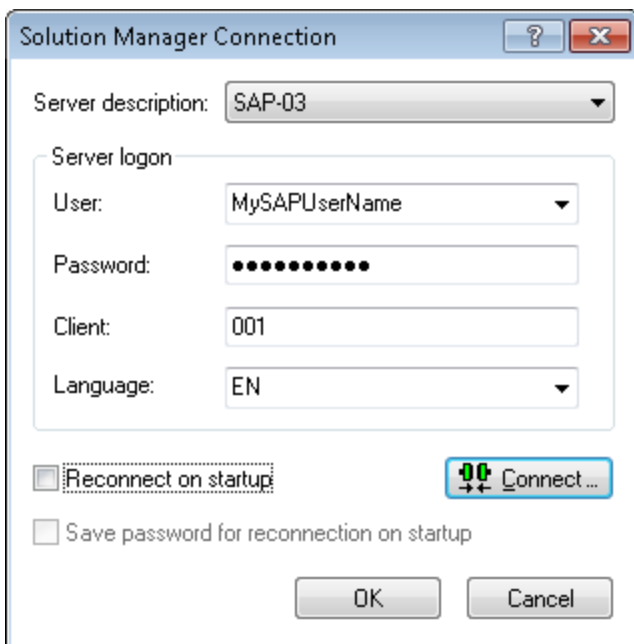 Solution Manager Connection
Server description: SAP-03
Server logon
User: MySAPUserName
Password: ●●●●●●●●●●
Client: 001
Language: EN
Reconnect on startup
Connect...
Save password for reconnection on startup
OK Cancel